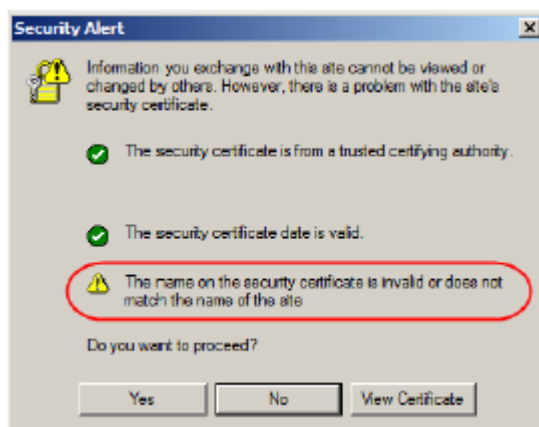 Security Alert
Information you exchange with this site cannot be viewed or
changed by others. However, there is a problem with the site's
security certificate.
The security certificate is from a trusted certifying authority.
The security certificate date is valid.
The name on the security certificate is invalid or does not
match the name of the site
Do you want to proceed?
Yes
No
View Certificate